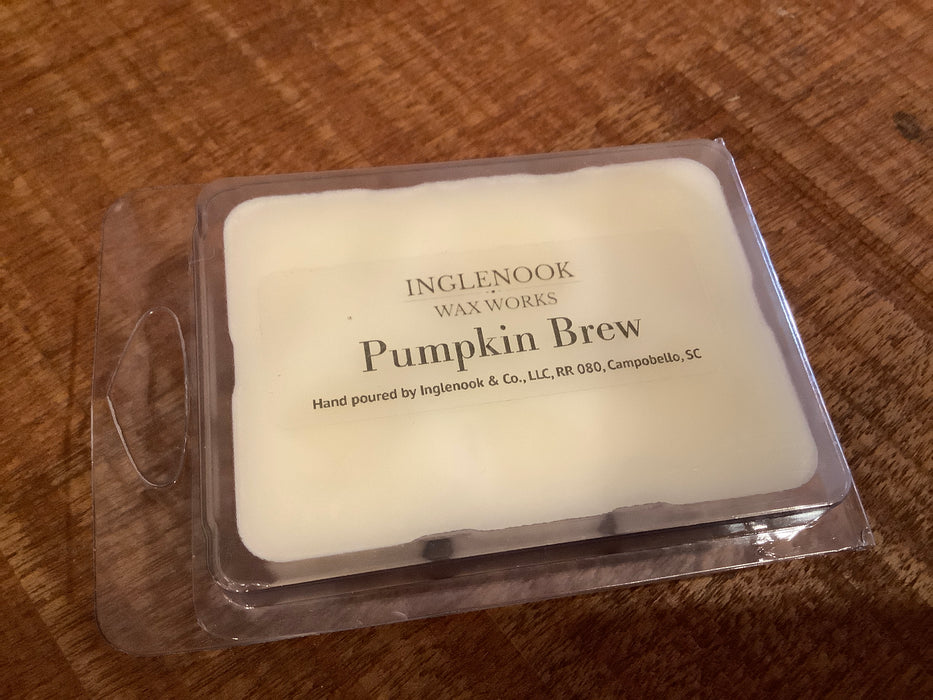 INGLENOOK
WAX WORKS
Pumpkin Brew
Hand poured by Inglenook & Co., LLC, RR 080, Campobello, SC